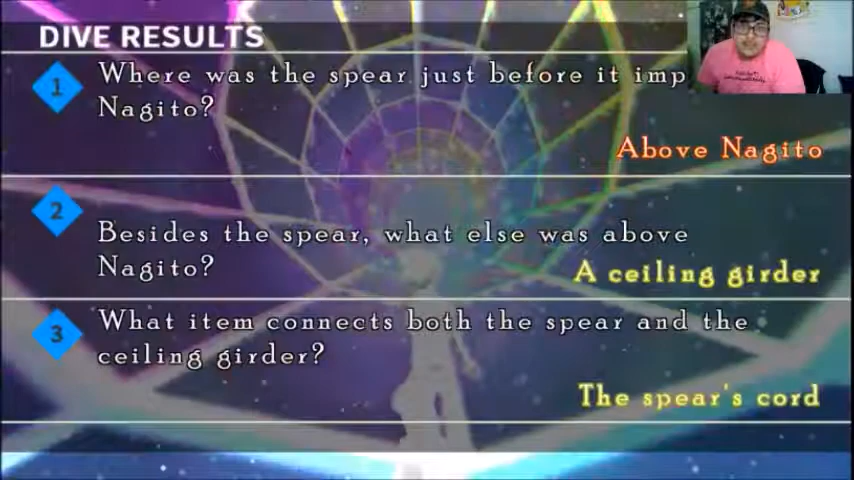 DIVE RESULTS
1
Where was the spear just before it imp
Nagito?
Above Nagito
2
Besides the spear, what else was above
Nagito?
A ceiling girder
3
What item connects both the spear and the
ceiling girder?
The spear's cord